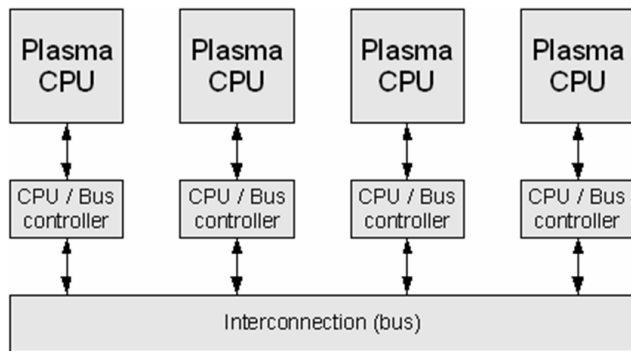 Plasma
CPU
Plasma
CPU
Plasma
CPU
Plasma
CPU
CPU / Bus
controller
CPU / Bus
controller
CPU / Bus
controller
CPU / Bus
controller
Interconnection (bus)